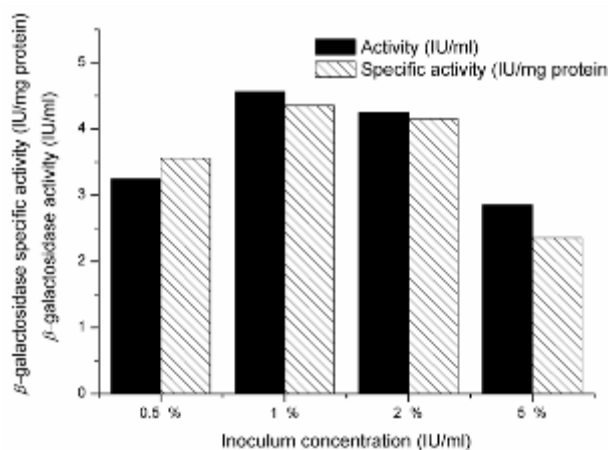 β-galactosidase specific activity (IU/mg protein)
β-galactosidase activity (IU/ml)
5
4
3
2
1
0
Activity (IU/ml)
Specific activity (IU/mg protein
0.5 %
1 %
2 %
5 %
Inoculum concentration (IU/ml)